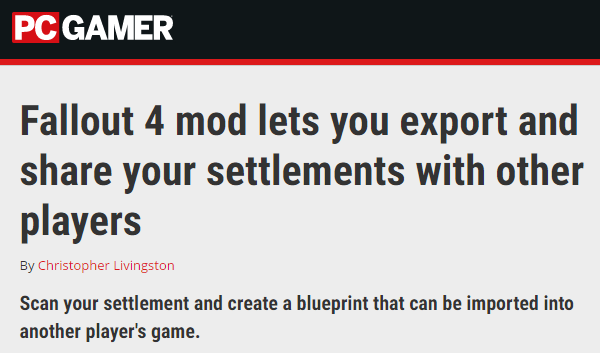 PC GAMER
Fallout 4 mod lets you export and
share your settlements with other
players
By Christopher Livingston
Scan your settlement and create a blueprint that can be imported into
another player's game.